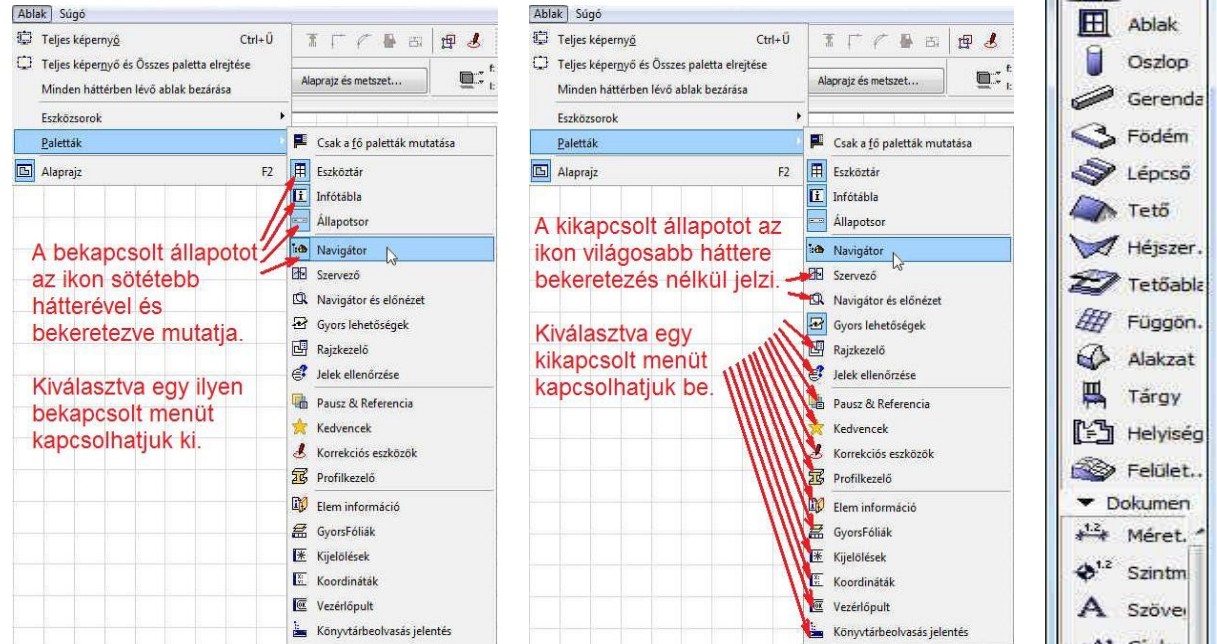 Ablak Súgó
Teljes képernyő Ctrl+Ü
Teljes képernyő és Összes paletta elrejtése
Minden háttérben lévő ablak bezárása
Alaprajz és metszet...
Eszközsorok
Paletták
Alaprajz F2
Csak a fő paletták mutatása
Eszköztár
Infótábla
Állapotsor
Navigátor
Szervező
Navigátor és előnézet
Gyors lehetőségek
Rajzkezelő
Jelek ellenőrzése
Pausz & Referencia
Kedvencek
Korrekciós eszközök
Profilkezelő
Elem információ
GyorsFóliák
Kijelölések
Koordináták
Vezérlőpult
Könyvtárbeolvasás jelentés
A bekapcsolt állapotot
az ikon sötétebb
hátterével és
bekeretezve mutatja.
Kiválasztva egy ilyen
bekapcsolt menüt
kapcsolhatjuk ki.
Ablak Súgó
Teljes képernyő Ctrl+Ü
Teljes képernyő és Összes paletta elrejtése
Minden háttérben lévő ablak bezárása
Alaprajz és metszet...
Eszközsorok
Paletták
Alaprajz F2
Csak a fő paletták mutatása
Eszköztár
Infótábla
Állapotsor
Navigátor
Szervező
Navigátor és előnézet
Gyors lehetőségek
Rajzkezelő
Jelek ellenőrzése
Pausz & Referencia
Kedvencek
Korrekciós eszközök
Profilkezelő
Elem információ
GyorsFóliák
Kijelölések
Koordináták
Vezérlőpult
Könyvtárbeolvasás jelentés
A kikapcsolt állapotot az
ikon világosabb háttere
bekeretezés nélkül jelzi.
Kiválasztva egy
kikapcsolt menüt
kapcsolhatjuk be.
Ablak
Oszlop
Gerenda
Födém
Lépcső
Tető
Héjszer.
Tetőabla
Függön.
Alakzat
Tárgy
Helyiség
Felület..
Dokumen
1.2 Méret.
1.2 Szintm
A Szöve